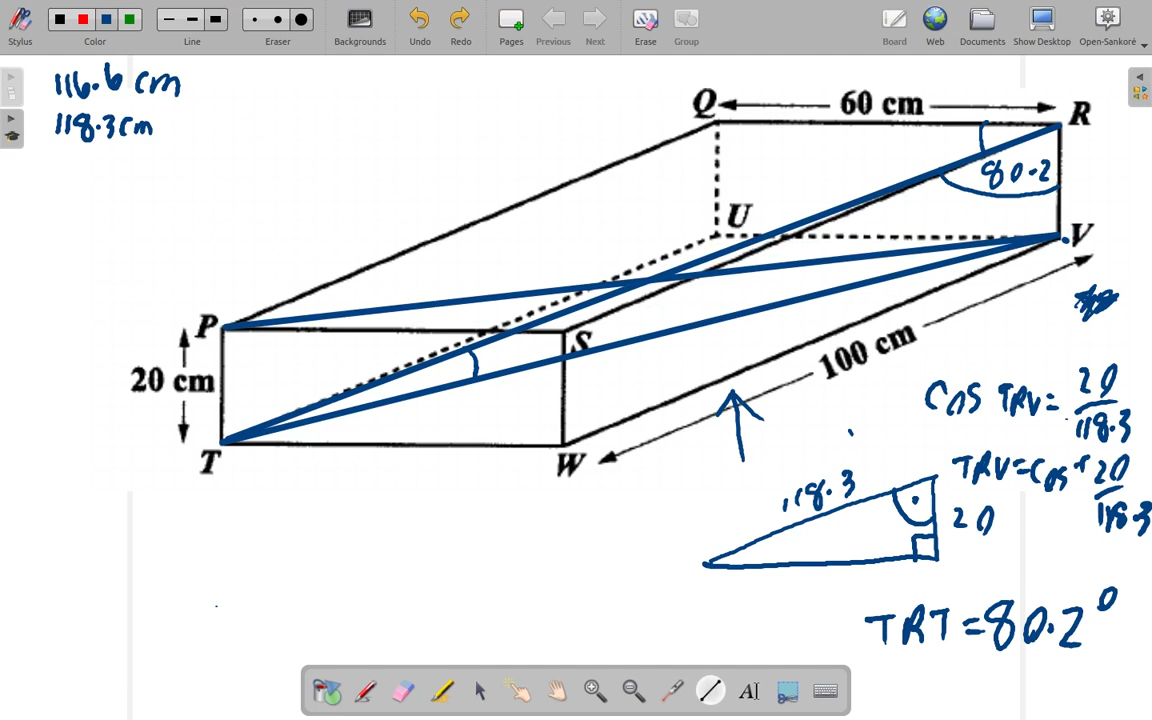 Stylus Color Line Eraser Backgrounds Undo Redo Pages Previous Next Erase Group Board Web Documents Show Desktop Open-Sankoré
116.6 cm
118.3 cm
Q 60 cm R
80.2
U
V
P
S
20 cm
100 cm
T
W
COS TRV = 20/118.3
TRV = COS 20/118.3
118.3
20
TRT = 80.2°
AI